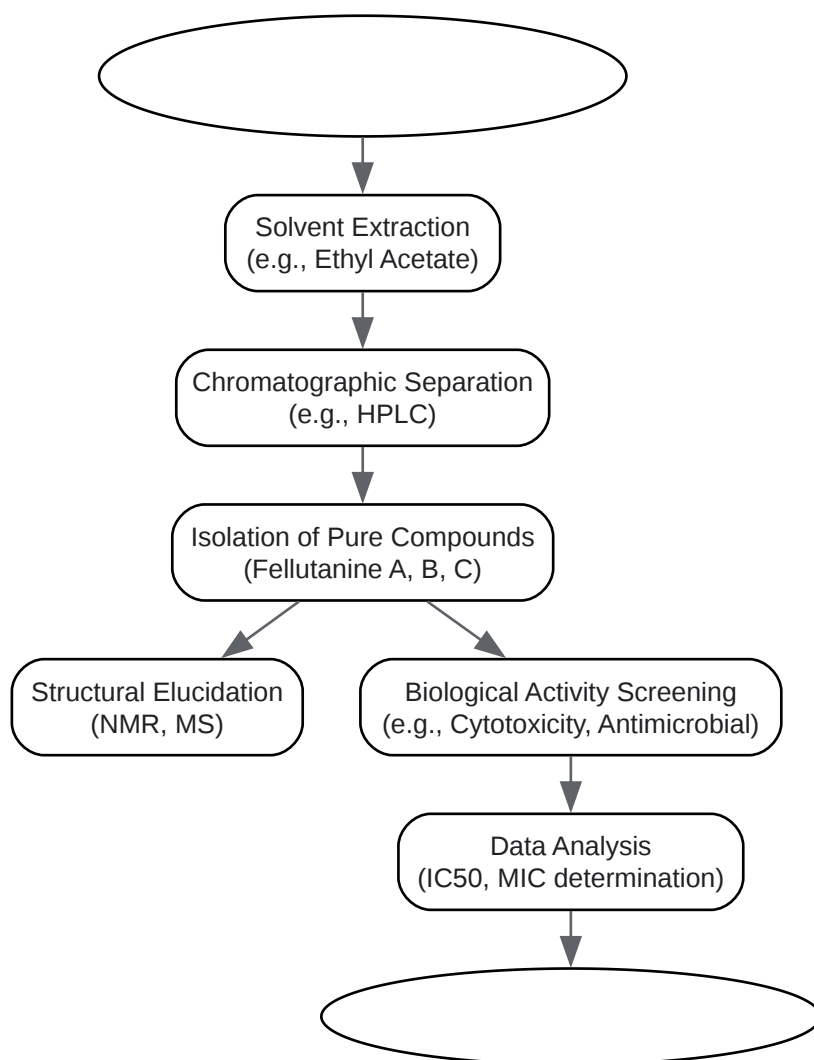 Solvent Extraction
(e.g., Ethyl Acetate)
Chromatographic Separation
(e.g., HPLC)
Isolation of Pure Compounds
(Fellutanine A, B, C)
Structural Elucidation
(NMR, MS)
Biological Activity Screening
(e.g., Cytotoxicity, Antimicrobial)
Data Analysis
(IC50, MIC determination)